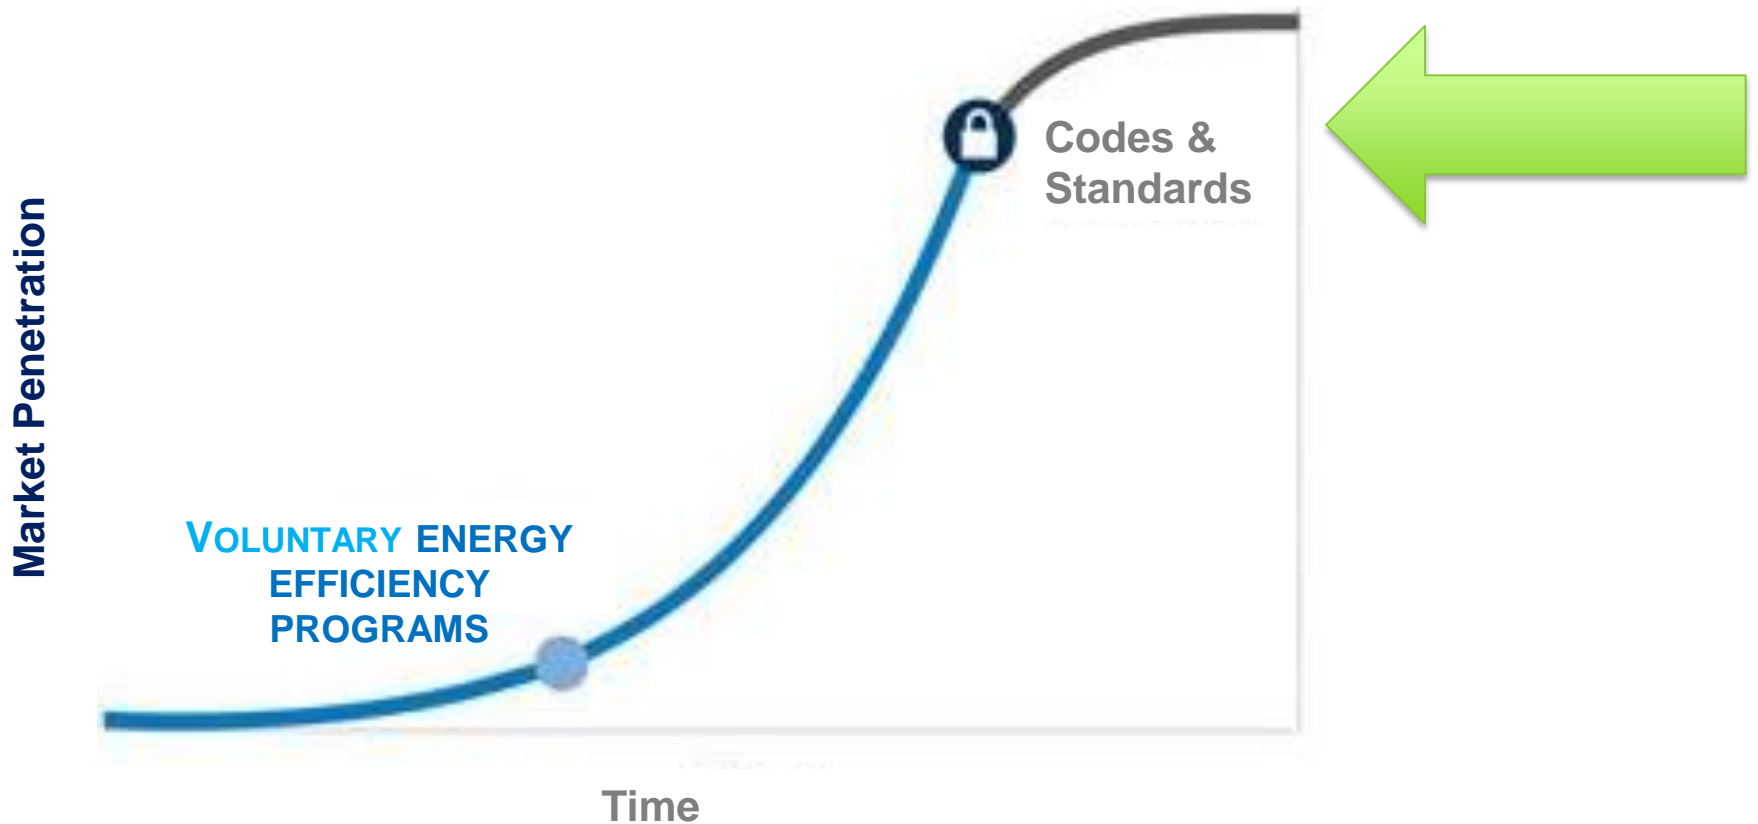 Codes &
Standards
Market Penetration
VOLUNTARY ENERGY
EFFICIENCY
PROGRAMS
Time